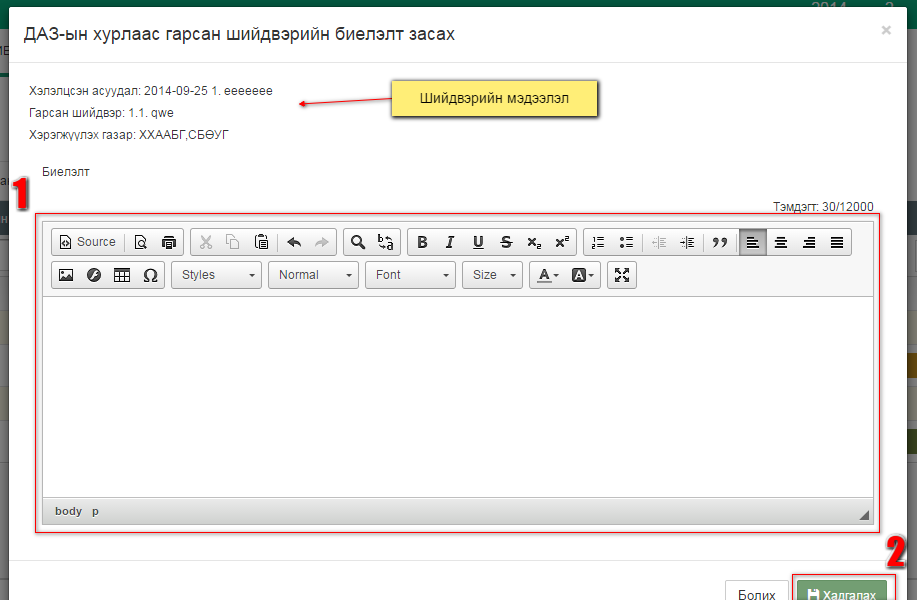 ДАЗ-ын хурлаас гарсан шийдвэрийн биелэлт засах
×
Хэлэлцсэн асуудал: 2014-09-25 1. eeeeeee
Шийдвэрийн мэдээлэл
Гарсан шийдвэр: 1.1. qwe
Хэрэгжүүлэх газар: ХХААБГ,СБӨУГ
Биелэлт
1
Тэмдэгт: 30/12000
Source
Styles Normal Font Size
body p
2
Болих Хадгалах